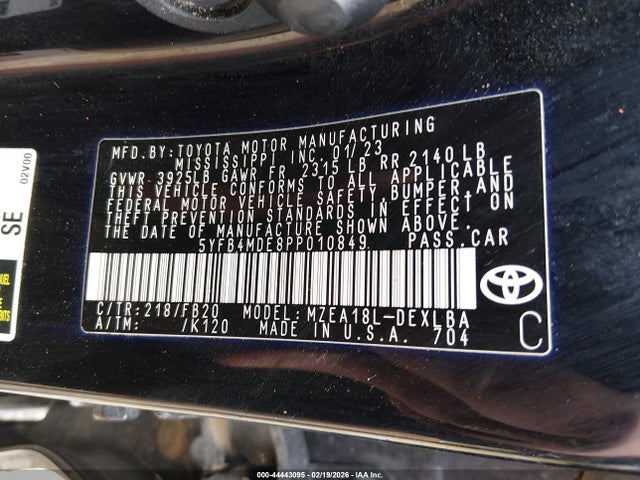 MFD. BY: TOYOTA MOTOR MANUFACTURING
MISSISSIPPI INC. 01/23
GVWR 3925LB GAWR FR 2315 LB RR 2140 LB
THIS VEHICLE CONFORMS TO ALL APPLICABLE
FEDERAL MOTOR VEHICLE SAFETY, BUMPER, AND
THEFT PREVENTION STANDARDS IN EFFECT ON
THE DATE OF MANUFACTURE SHOWN ABOVE.
5YFB4MDE8PP010849 PASS.CAR
C/TR: 218/FB20 MODEL: MZEA18L-DEXLBA
A/TM: /K120 MADE IN U.S.A. 704
C
02V00
SE
000-44443095 - 02/19/2026 - IAA Inc.